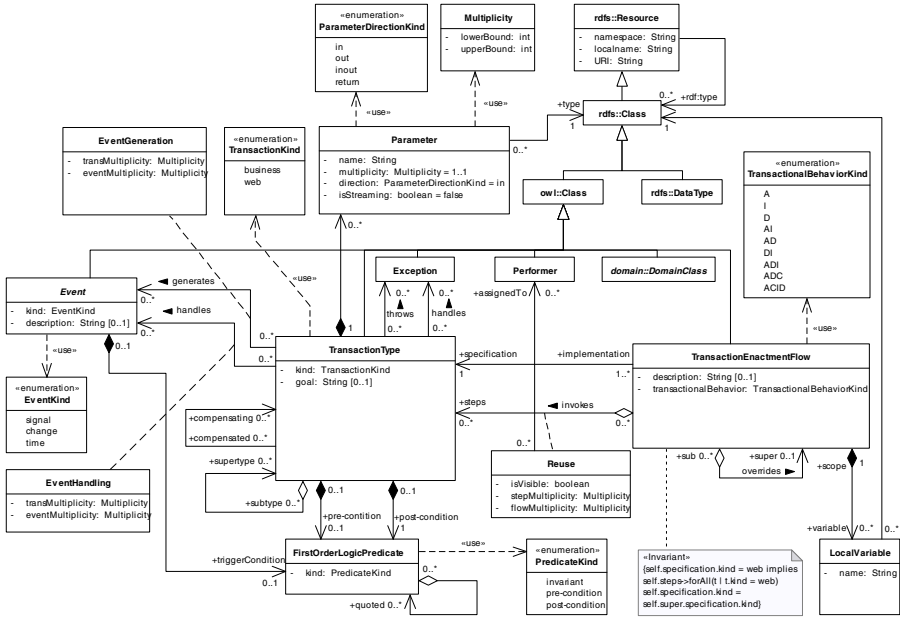 «enumeration»
ParameterDirectionKind
in
out
inout
return
Multiplicity
- lowerBound: int
- upperBound: int
rdfs::Resource
- namespace: String
- localname: String
- URI: String
0..*
+rdf:type
«use»
«use»
+type
1
rdfs::Class
1
EventGeneration
- transMultiplicity: Multiplicity
- eventMultiplicity: Multiplicity
«enumeration»
TransactionKind
business
web
Parameter
- name: String
- multiplicity: Multiplicity = 1..1
- direction: ParameterDirectionKind = in
- isStreaming: boolean = false
0..*
owl::Class
rdfs::DataType
«enumeration»
TransactionalBehaviorKind
A
I
D
AI
AD
DI
ADI
ADC
ACID
0..*
«use»
Exception
Performer
domain::DomainClass
Event
- kind: EventKind
- description: String [0..1]
generates
0..*
handles
0..*
0..*
0..*
0..*
0..*
throws
handles
0..*
0..*
+assignedTo
0..*
«use»
«use»
0..1
1
TransactionType
- kind: TransactionKind
- goal: String [0..1]
+specification
1
+implementation
1..*
TransactionEnactmentFlow
- description: String [0..1]
- transactionalBehavior: TransactionalBehaviorKind
«enumeration»
EventKind
signal
change
time
+steps
invokes
0..*
0..*
+compensating 0..*
+compensated 0..*
+supertype 0..*
+subtype 0..*
+sub 0..*
+super 0..1
overrides
+scope
1
EventHandling
- transMultiplicity: Multiplicity
- eventMultiplicity: Multiplicity
Reuse
- isVisible: boolean
- stepMultiplicity: Multiplicity
- flowMultiplicity: Multiplicity
0..1
0..1
+pre-contition
0..1
+post-condition
1
+variable
0..*
0..*
+triggerCondition
0..1
FirstOrderLogicPredicate
- kind: PredicateKind
0..*
+quoted 0..*
«use»
«enumeration»
PredicateKind
invariant
pre-condition
post-condition
«Invariant»
{self.specification.kind = web implies
self.steps->forAll(t | t.kind = web)
self.specification.kind =
self.super.specification.kind}
LocalVariable
- name: String